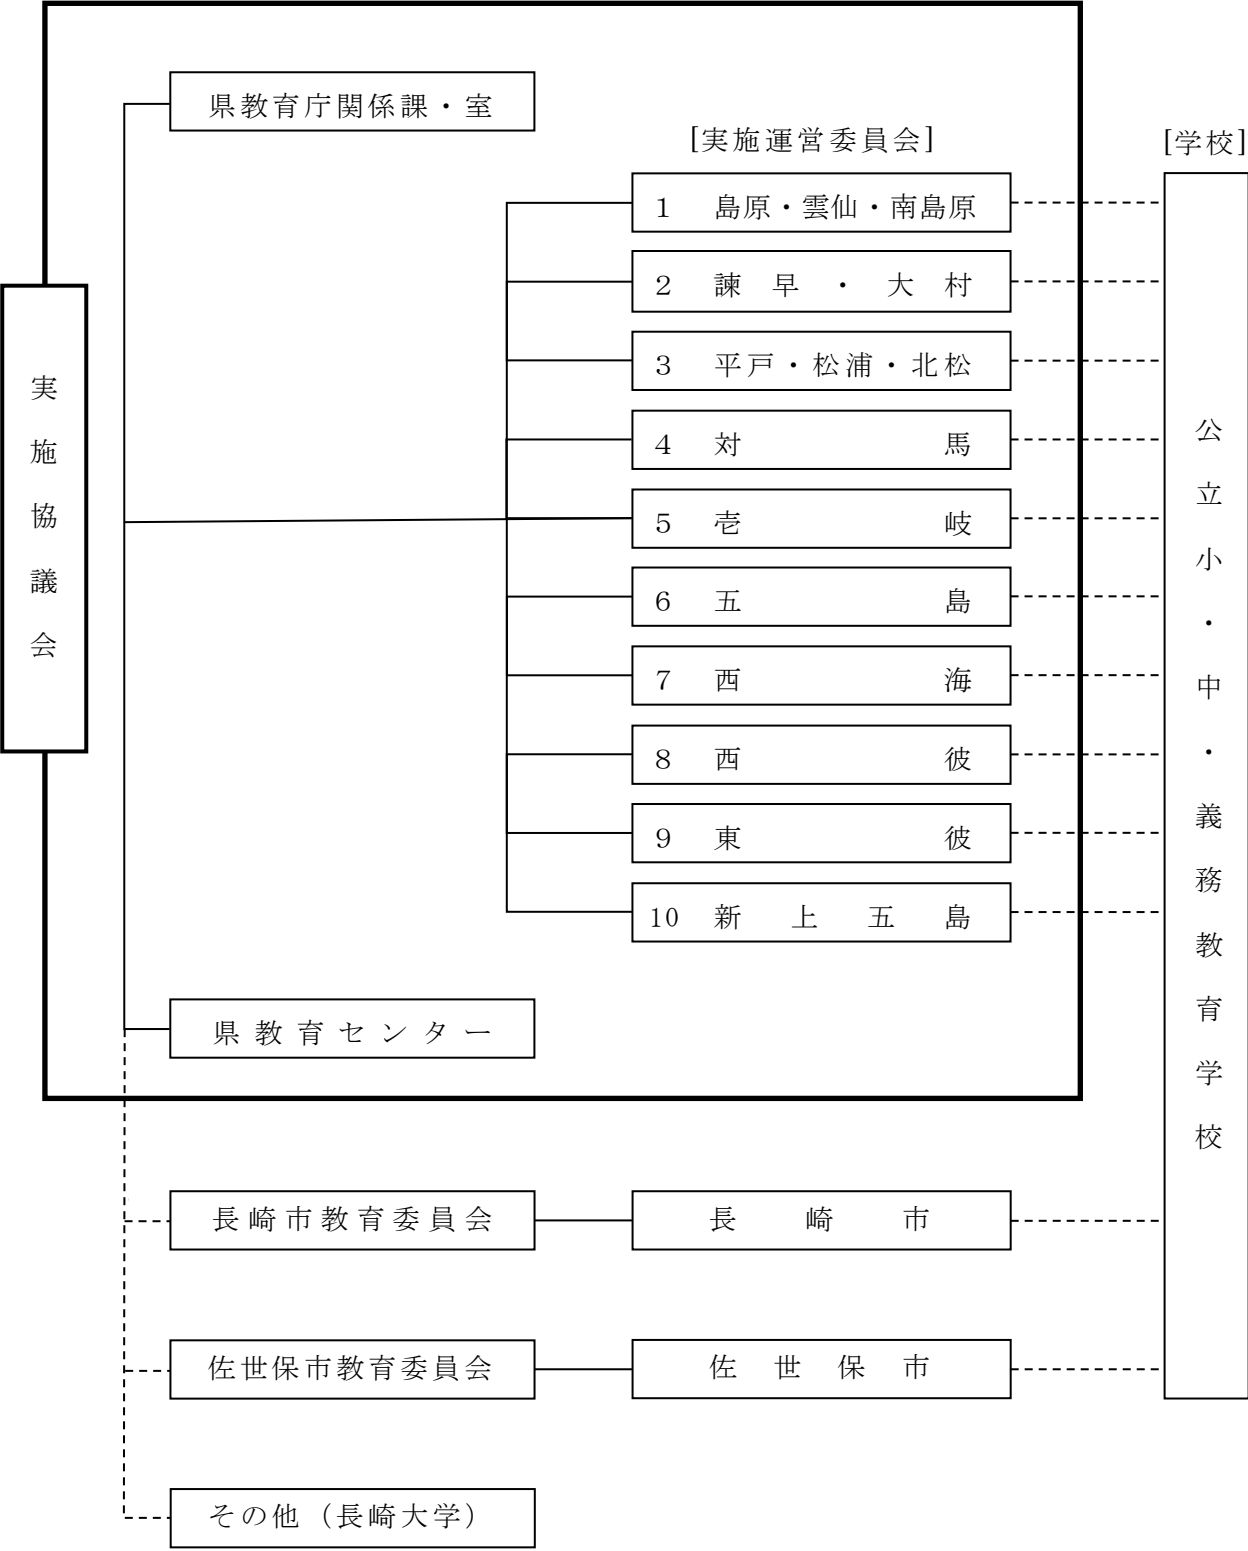 県教育庁関係課・室
[実施運営委員会]
[学校]
1 島原・雲仙・南島原
2 諫早・大村
3 平戸・松浦・北松
4 対馬
5 壱岐
6 五島
7 西海
8 西彼
9 東彼
10 新上五島
実施協議会
公立小・中・義務教育学校
県教育センター
長崎市教育委員会
長崎市
佐世保市教育委員会
佐世保市
その他（長崎大学）